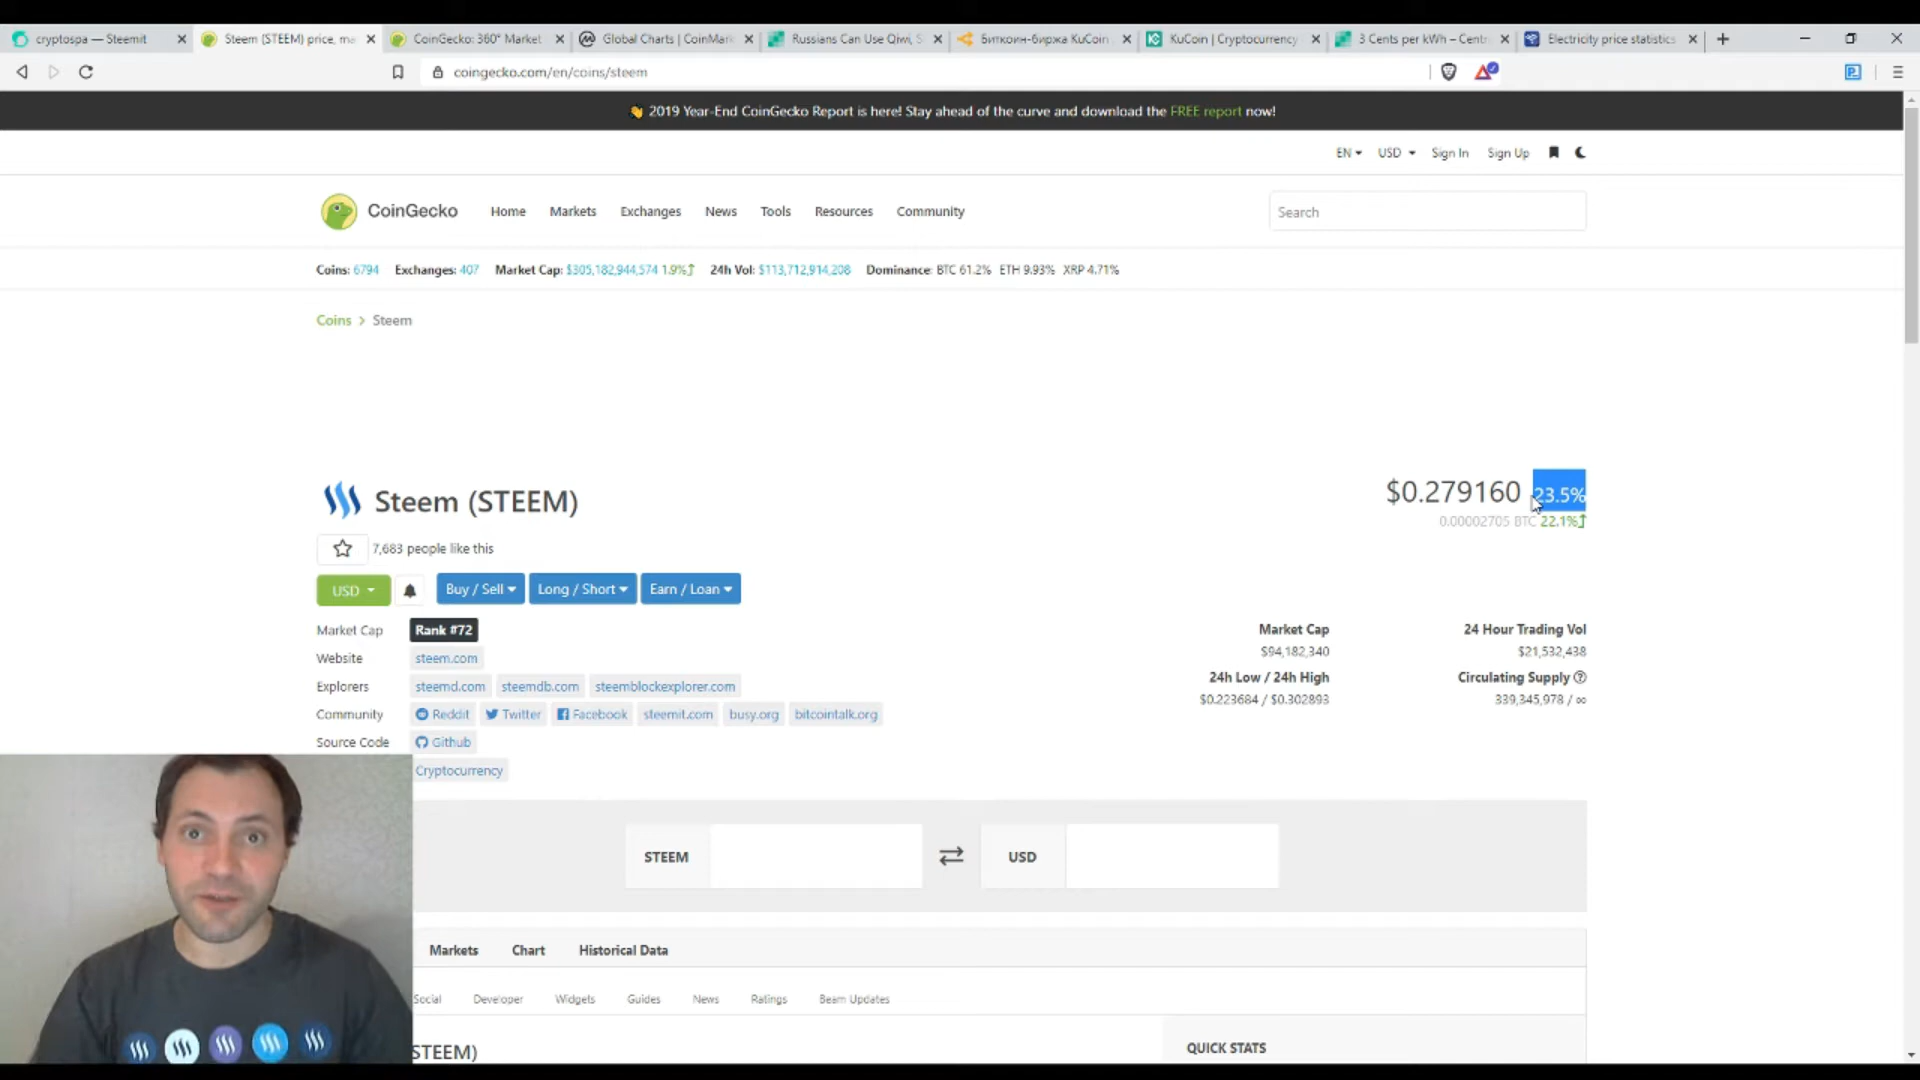 cryptospa — Steemit
Steem (STEEM) price, ma
CoinGecko: 360° Market
Global Charts | CoinMark
Russians Can Use Qiwi, S
Биткоин-биржа KuCoin
KuCoin | Cryptocurrency
3 Cents per kWh – Centr
Electricity price statistics
coingecko.com/en/coins/steem
2019 Year-End CoinGecko Report is here! Stay ahead of the curve and download the FREE report now!
EN USD Sign In Sign Up
CoinGecko Home Markets Exchanges News Tools Resources Community Search
Coins: 6794 Exchanges: 407 Market Cap: $305,182,944,574 1.9% 24h Vol: $113,712,914,208 Dominance: BTC 61.2% ETH 9.93% XRP 4.71%
Coins > Steem
Steem (STEEM)
$0.279160 23.5%
0.00002705 BTC 22.1%
7,683 people like this
USD Buy / Sell Long / Short Earn / Loan
Market Cap Rank #72
Website steem.com
Explorers steemd.com steemdb.com steemblockexplorer.com
Community Reddit Twitter Facebook steemit.com busy.org bitcointalk.org
Source Code Github
Cryptocurrency
Market Cap
$94,182,340
24 Hour Trading Vol
$21,532,438
24h Low / 24h High
$0.223684 / $0.302893
Circulating Supply
339,345,978 / ∞
STEEM USD
Markets Chart Historical Data
Social Developer Widgets Guides News Ratings Beam Updates
STEEM)
QUICK STATS